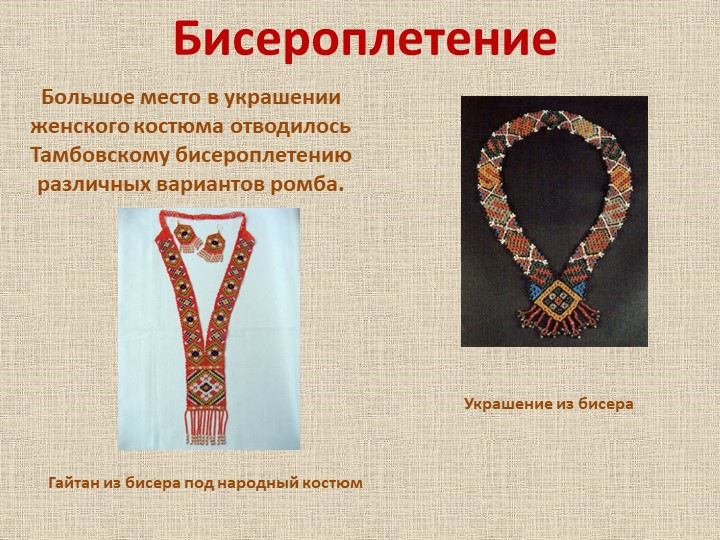 Бисероплетение
Большое место в украшении
женского костюма отводилось
Тамбовскому бисероплетению
различных вариантов ромба.
Украшение из бисера
Гайтан из бисера под народный костюм